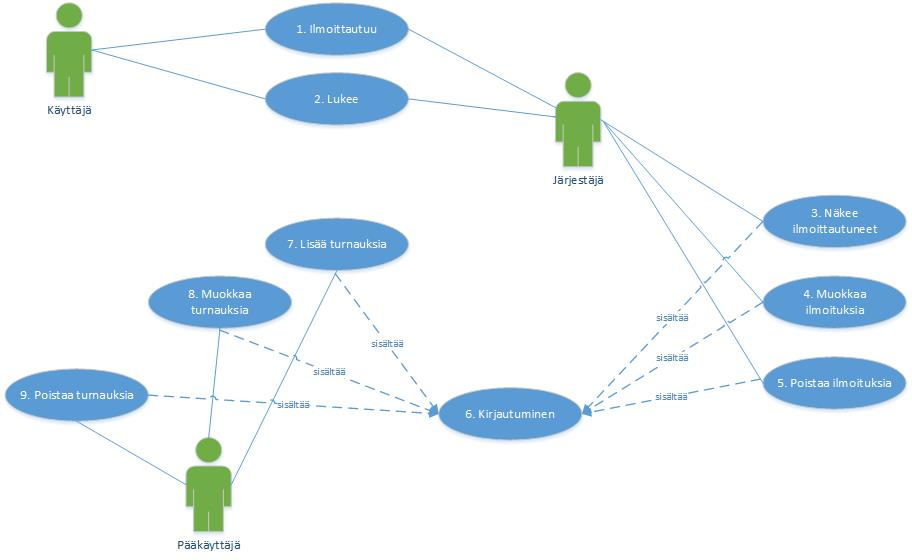 1. Ilmoittautuu
2. Lukee
Käyttäjä
Järjestäjä
3. Näkee
ilmoittautuneet
7. Lisää turnauksia
8. Muokkaa
turnauksia
4. Muokkaa
ilmoituksia
sisältää
sisältää
sisältää
sisältää
9. Poistaa turnauksia
5. Poistaa ilmoituksia
sisältää
sisältää
6. Kirjautuminen
Pääkäyttäjä